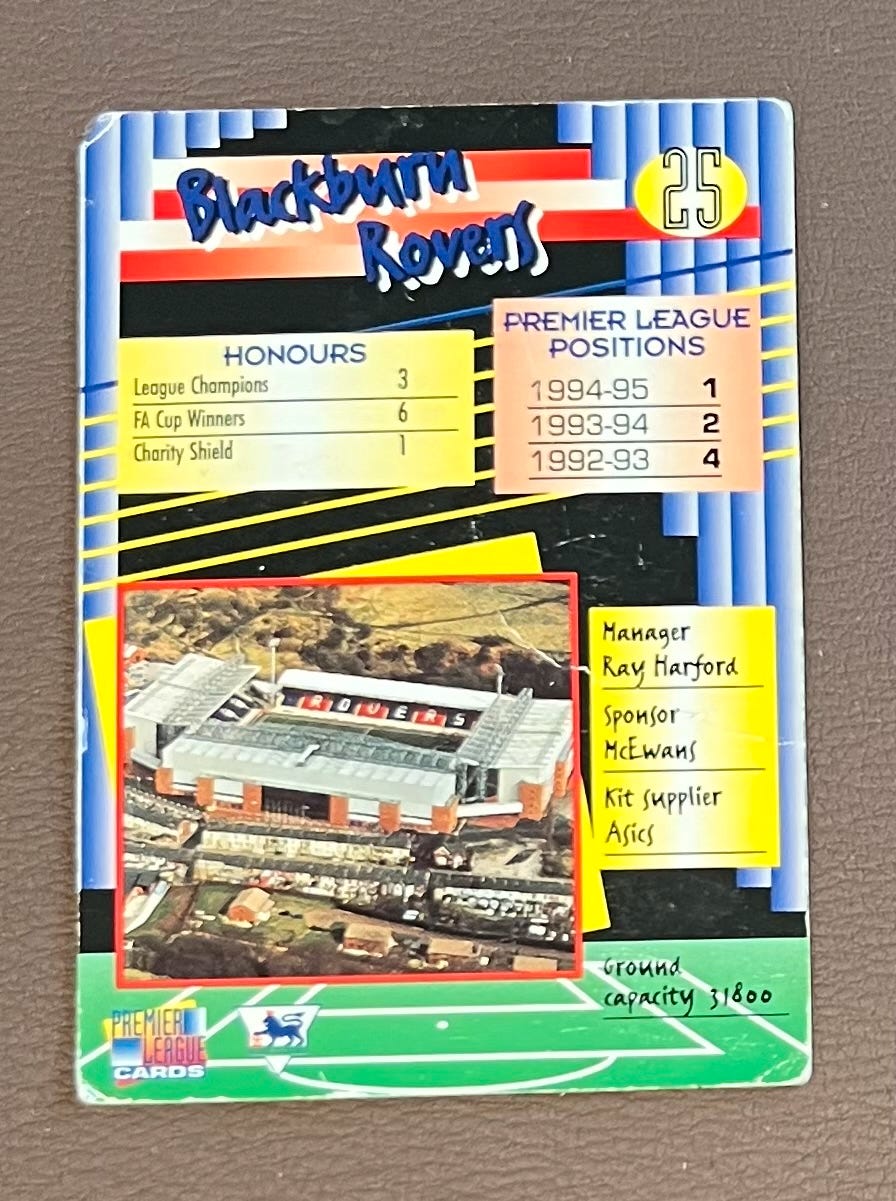 Blackburn
Rovers
25
HONOURS
League Champions 3
FA Cup Winners 6
Charity Shield 1
PREMIER LEAGUE
POSITIONS
1994-95 1
1993-94 2
1992-93 4
ROVERS
Manager
Ray Harford
Sponsor
McEwans
Kit supplier
Asics
Ground
capacity 31800
PREMIER
LEAGUE
CARDS